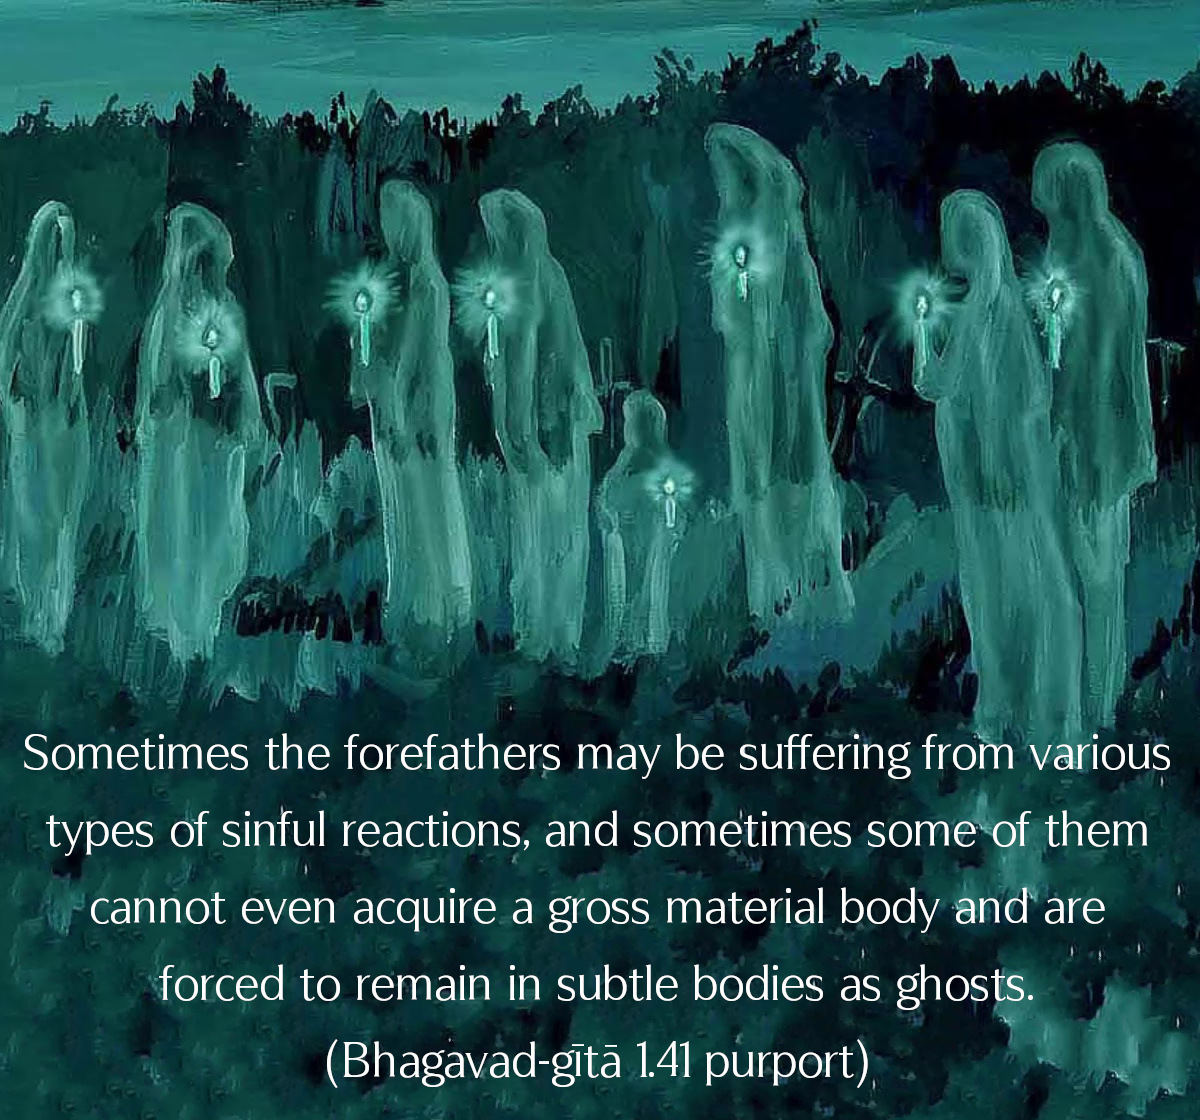 Sometimes the forefathers may be suffering from various
types of sinful reactions, and sometimes some of them
cannot even acquire a gross material body and are
forced to remain in subtle bodies as ghosts.
(Bhagavad-gītā 1.41 purport)